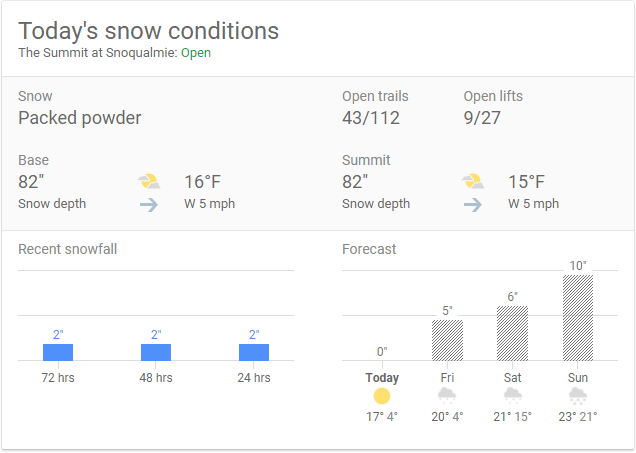 Today's snow conditions
The Summit at Snoqualmie: Open
Snow
Open trails
Open lifts
Packed powder
43/112
9/27
Base
Summit
82"
16°F
82"
15°F
Snow depth
W 5 mph
Snow depth
W 5 mph
Recent snowfall
2"
2"
2"
72 hrs
48 hrs
24 hrs
Forecast
0"
5"
6"
10"
Today
Fri
Sat
Sun
17° 4°
20° 4°
21° 15°
23° 21°